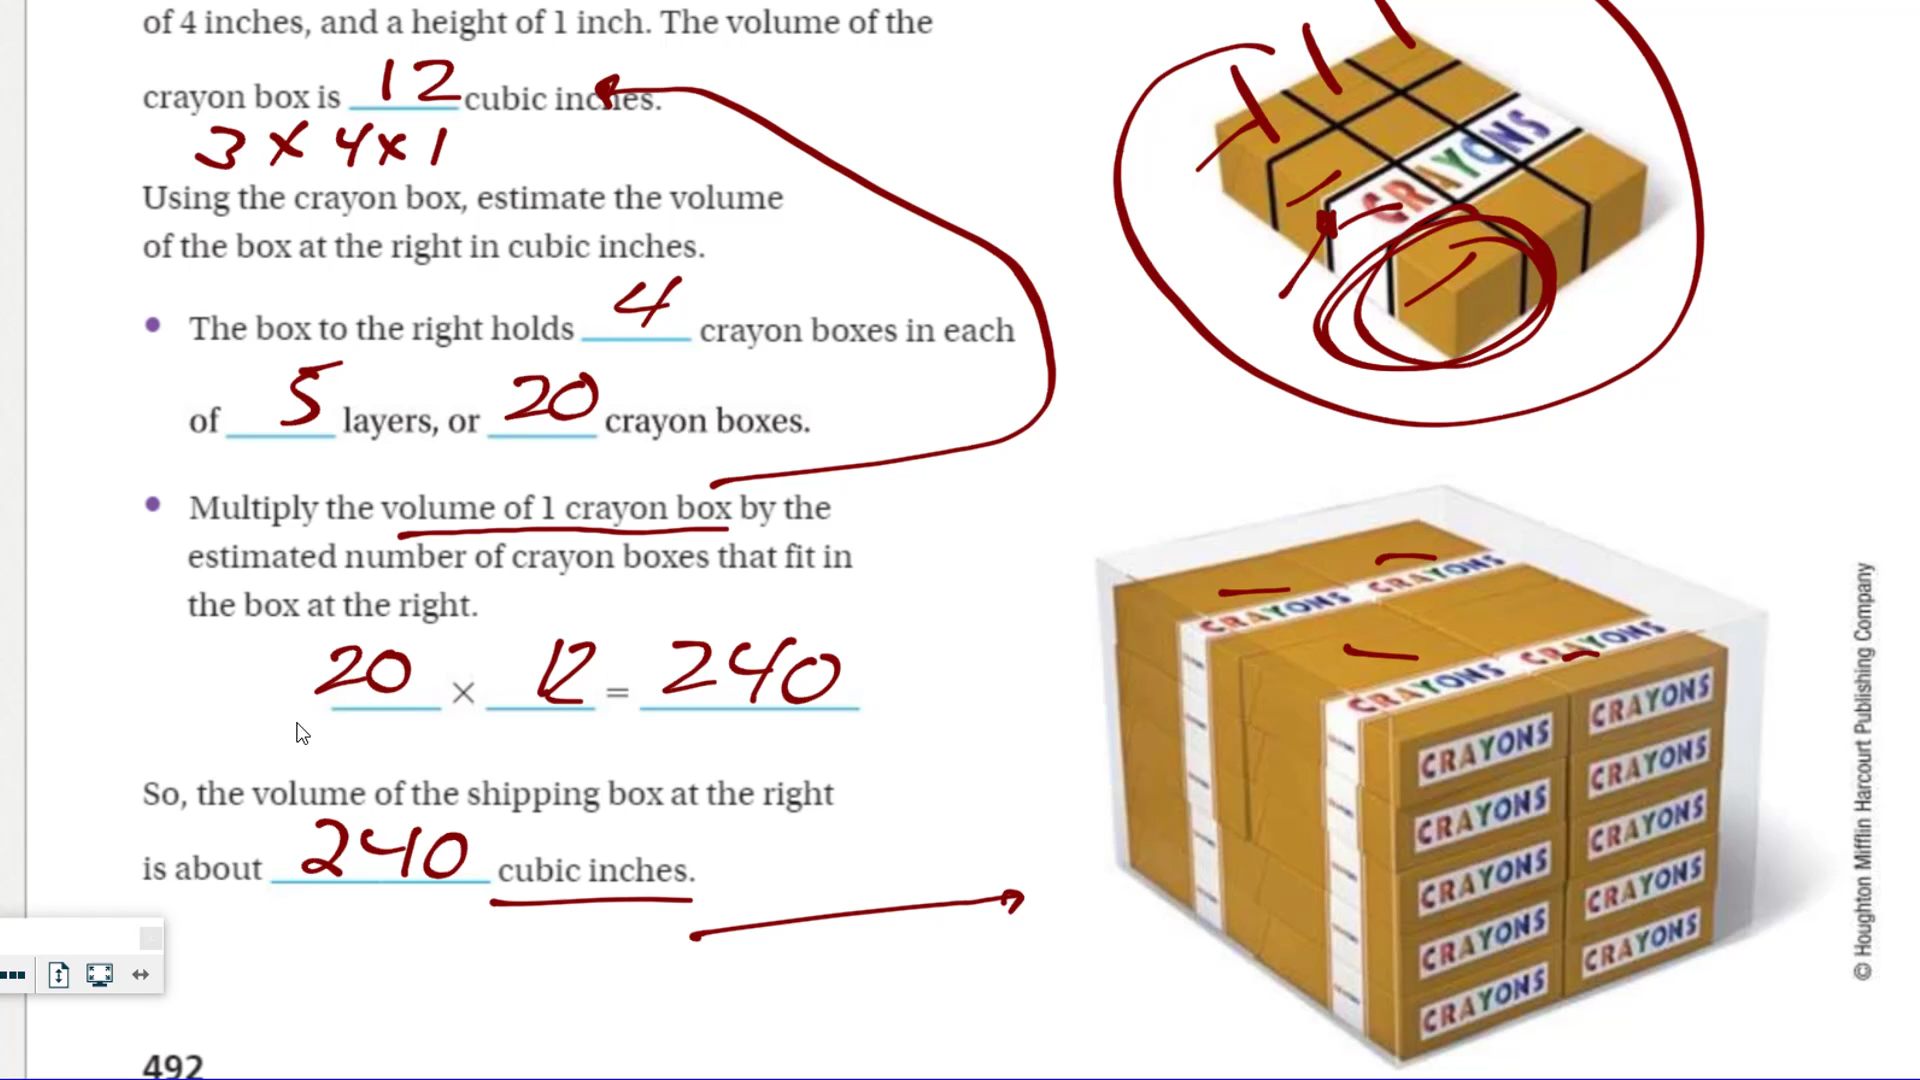 of 4 inches, and a height of 1 inch. The volume of the
crayon box is 12 cubic inches.
3 x 4 x 1
CRAYONS
Using the crayon box, estimate the volume
of the box at the right in cubic inches.
• The box to the right holds 4 crayon boxes in each
of 5 layers, or 20 crayon boxes.
• Multiply the volume of 1 crayon box by the
estimated number of crayon boxes that fit in
the box at the right.
20 × 12 = 240
So, the volume of the shipping box at the right
is about 240 cubic inches.
CRAYONS CRAYONS
CRAYONS CRAYONS
CRAYONS CRAYONS
CRAYONS CRAYONS
CRAYONS CRAYONS
CRAYONS CRAYONS
CRAYONS CRAYONS
© Houghton Mifflin Harcourt Publishing Company
492